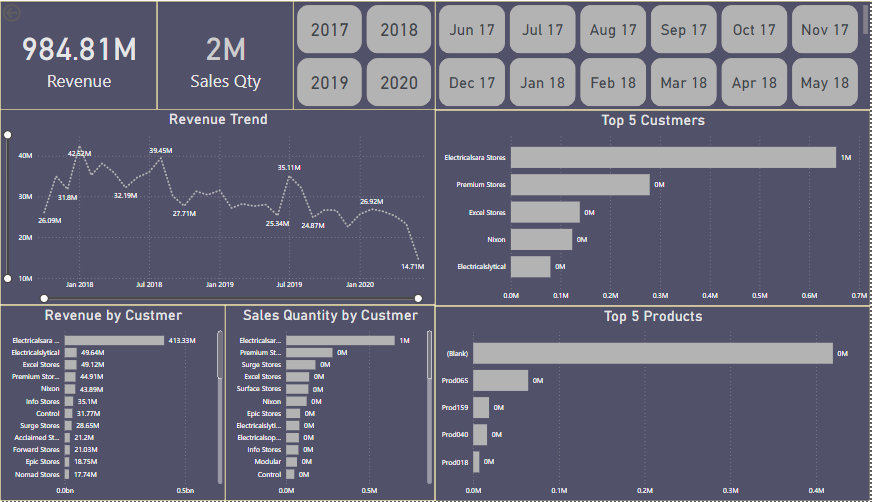 984.81M
Revenue
2M
Sales Qty
2017
2018
2019
2020
Jun 17
Jul 17
Aug 17
Sep 17
Oct 17
Nov 17
Dec 17
Jan 18
Feb 18
Mar 18
Apr 18
May 18
Revenue Trend
40M
30M
20M
10M
26.09M
31.8M
42.52M
32.19M
39.45M
27.71M
25.34M
35.11M
24.87M
26.92M
14.71M
Jan 2018
Jul 2018
Jan 2019
Jul 2019
Jan 2020
Top 5 Custmers
Electricalsara Stores 1M
Premium Stores 0M
Excel Stores 0M
Nixon 0M
Electricalslytical 0M
0.0M 0.1M 0.2M 0.3M 0.4M 0.5M 0.6M 0.7M
Revenue by Custmer
Electricalsara ... 413.33M
Electricalslytical 49.64M
Excel Stores 49.12M
Premium Stor... 44.91M
Nixon 43.89M
Info Stores 35.1M
Control 31.77M
Surge Stores 28.65M
Acclaimed St... 21.2M
Forward Stores 21.03M
Epic Stores 18.75M
Nomad Stores 17.74M
0.0bn 0.5bn
Sales Quantity by Custmer
Electricalsar... 1M
Premium St... 0M
Surge Stores 0M
Excel Stores 0M
Surface Stores 0M
Nixon 0M
Epic Stores 0M
Electricalslyti... 0M
Electricalsop... 0M
Info Stores 0M
Modular 0M
Control 0M
0.0M 0.5M
Top 5 Products
(Blank) 0M
Prod065 0M
Prod159 0M
Prod040 0M
Prod018 0M
0.0M 0.1M 0.2M 0.3M 0.4M